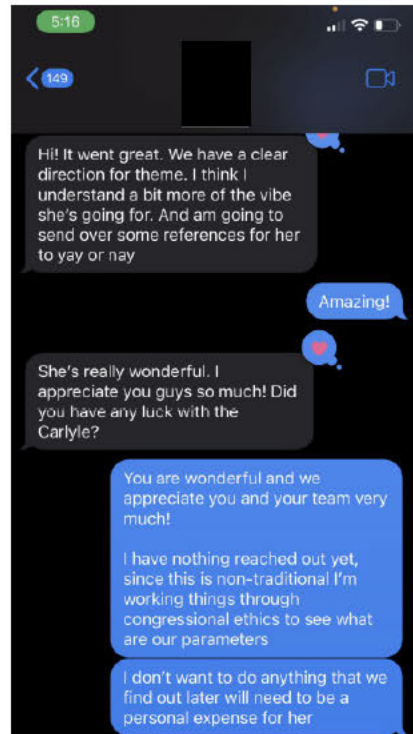 5:16
149
Hi! It went great. We have a clear
direction for theme. I think I
understand a bit more of the vibe
she's going for. And am going to
send over some references for her
to yay or nay
Amazing!
She's really wonderful. I
appreciate you guys so much! Did
you have any luck with the
Carlyle?
You are wonderful and we
appreciate you and your team very
much!
I have nothing reached out yet,
since this is non-traditional I'm
working things through
congressional ethics to see what
are our parameters
I don't want to do anything that we
find out later will need to be a
personal expense for her